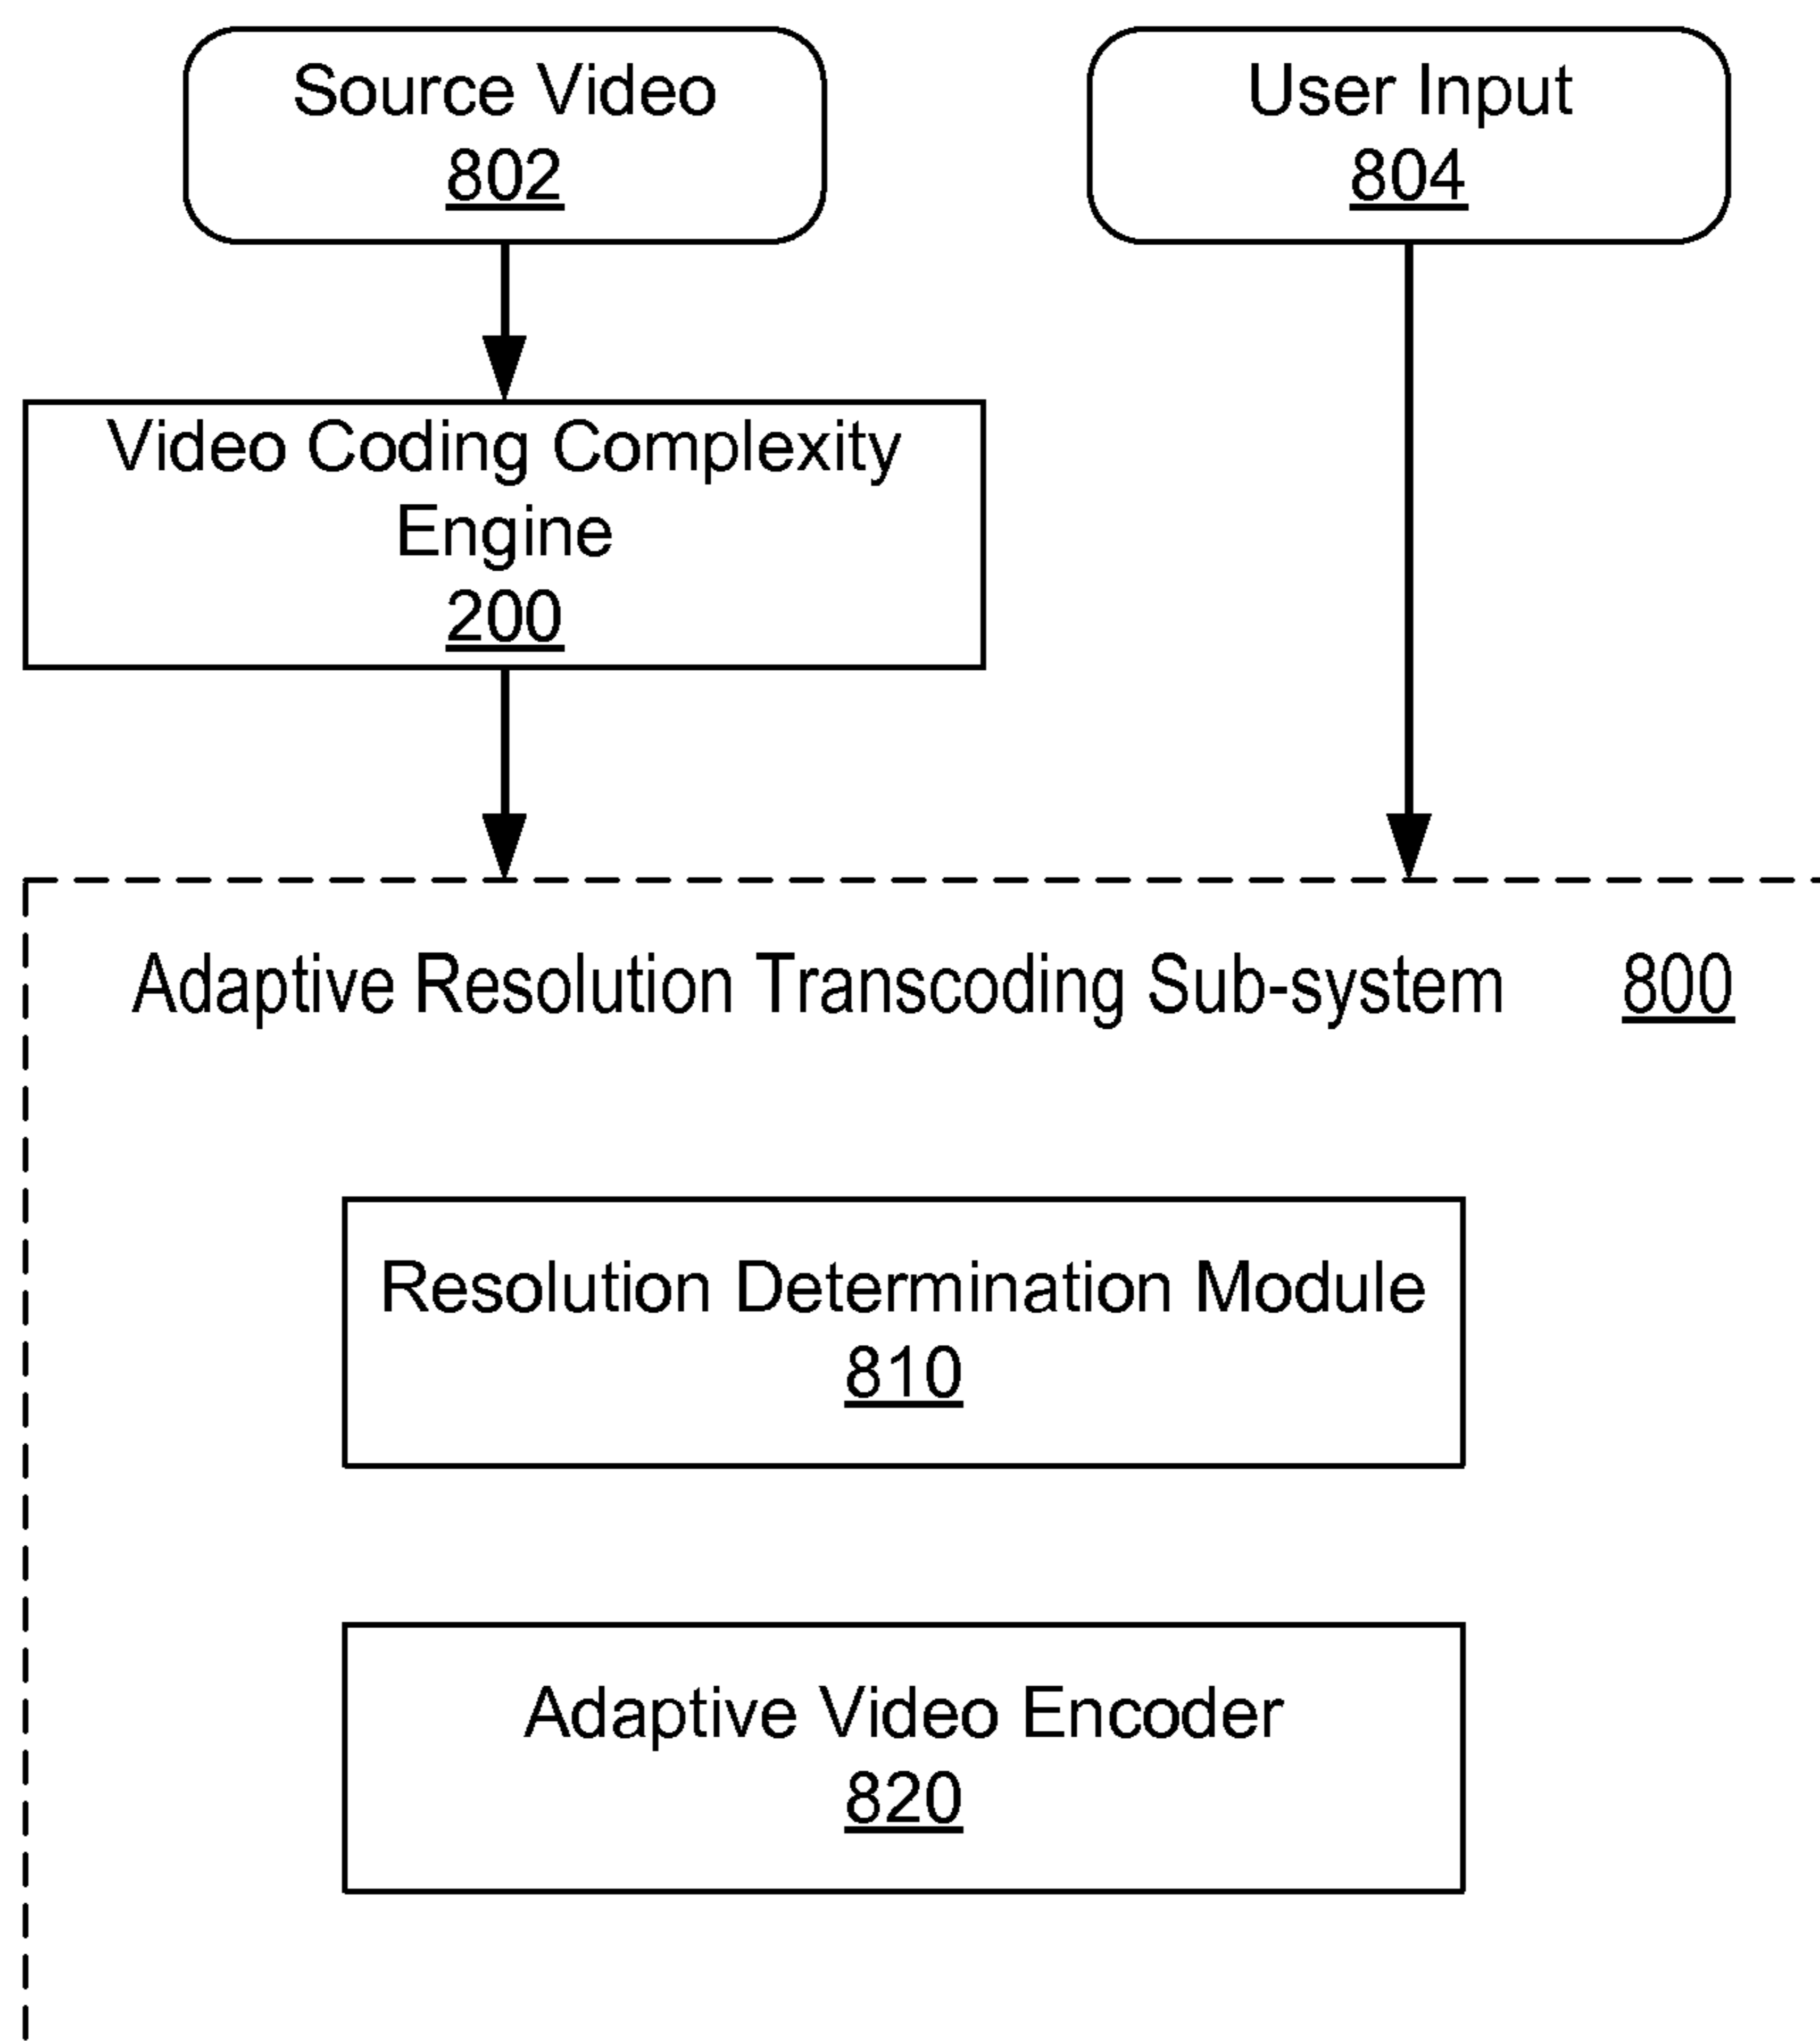 Source Video
802
User Input
804
Video Coding Complexity
Engine
200
Adaptive Resolution Transcoding Sub-system 800
Resolution Determination Module
810
Adaptive Video Encoder
820